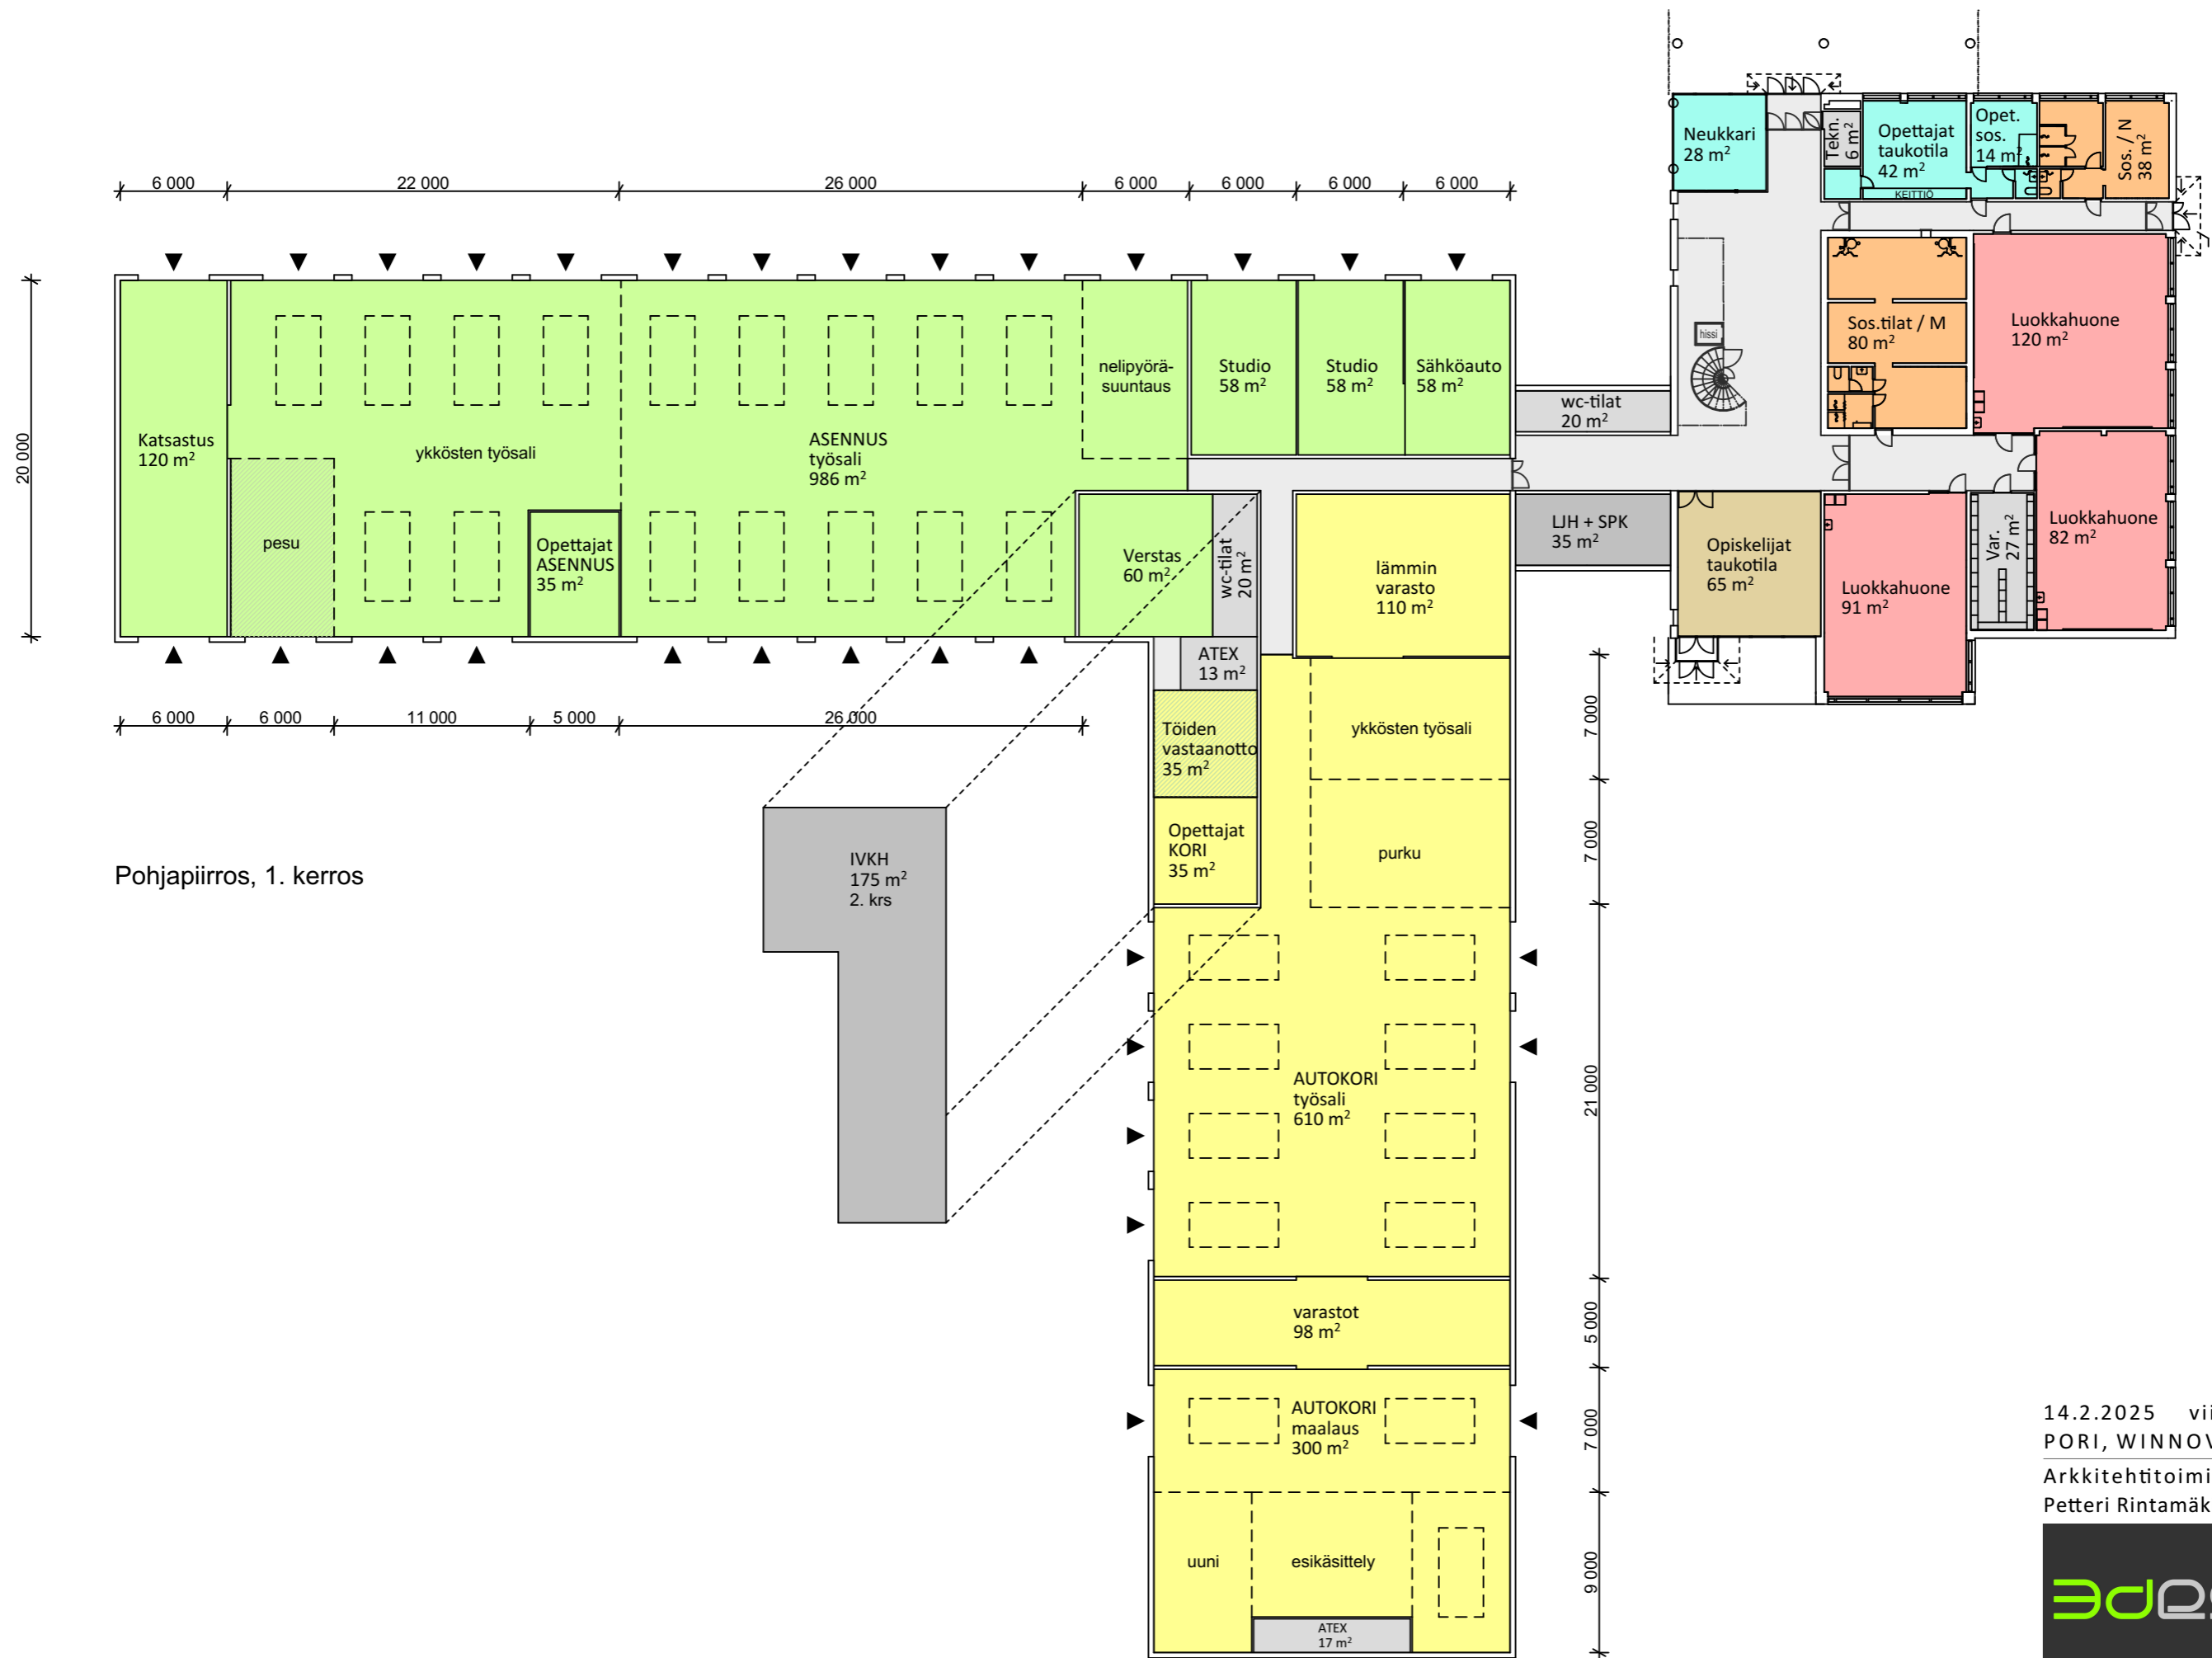 Neukkari
28 m²
Tekn.
6 m²
Opettajat
taukotila
42 m²
KEITTIÖ
Opet.
sos.
14 m²
Sos. / N
38 m²
6 000
22 000
26 000
6 000
6 000
6 000
6 000
20 000
Katsastus
120 m²
ykkösten työsali
pesu
Opettajat
ASENNUS
35 m²
ASENNUS
työsali
986 m²
nelipyörä-
suuntaus
Studio
58 m²
Studio
58 m²
Sähköauto
58 m²
wc-tilat
20 m²
hissi
Sos.tilat / M
80 m²
Luokkahuone
120 m²
Verstas
60 m²
wc-tilat
20 m²
lämmin
varasto
110 m²
LJH + SPK
35 m²
Opiskelijat
taukotila
65 m²
Luokkahuone
91 m²
Var.
27 m²
Luokkahuone
82 m²
ATEX
13 m²
6 000
6 000
11 000
5 000
26 000
Töiden
vastaanotto
35 m²
ykkösten työsali
7 000
Opettajat
KORI
35 m²
purku
7 000
IVKH
175 m²
2. krs
Pohjapiirros, 1. kerros
AUTOKORI
työsali
610 m²
21 000
varastot
98 m²
5 000
AUTOKORI
maalaus
300 m²
7 000
uuni
esikäsittely
9 000
ATEX
17 m²
14.2.2025
PORI,
Arkkitehtitoimi
Petteri Rintamäk